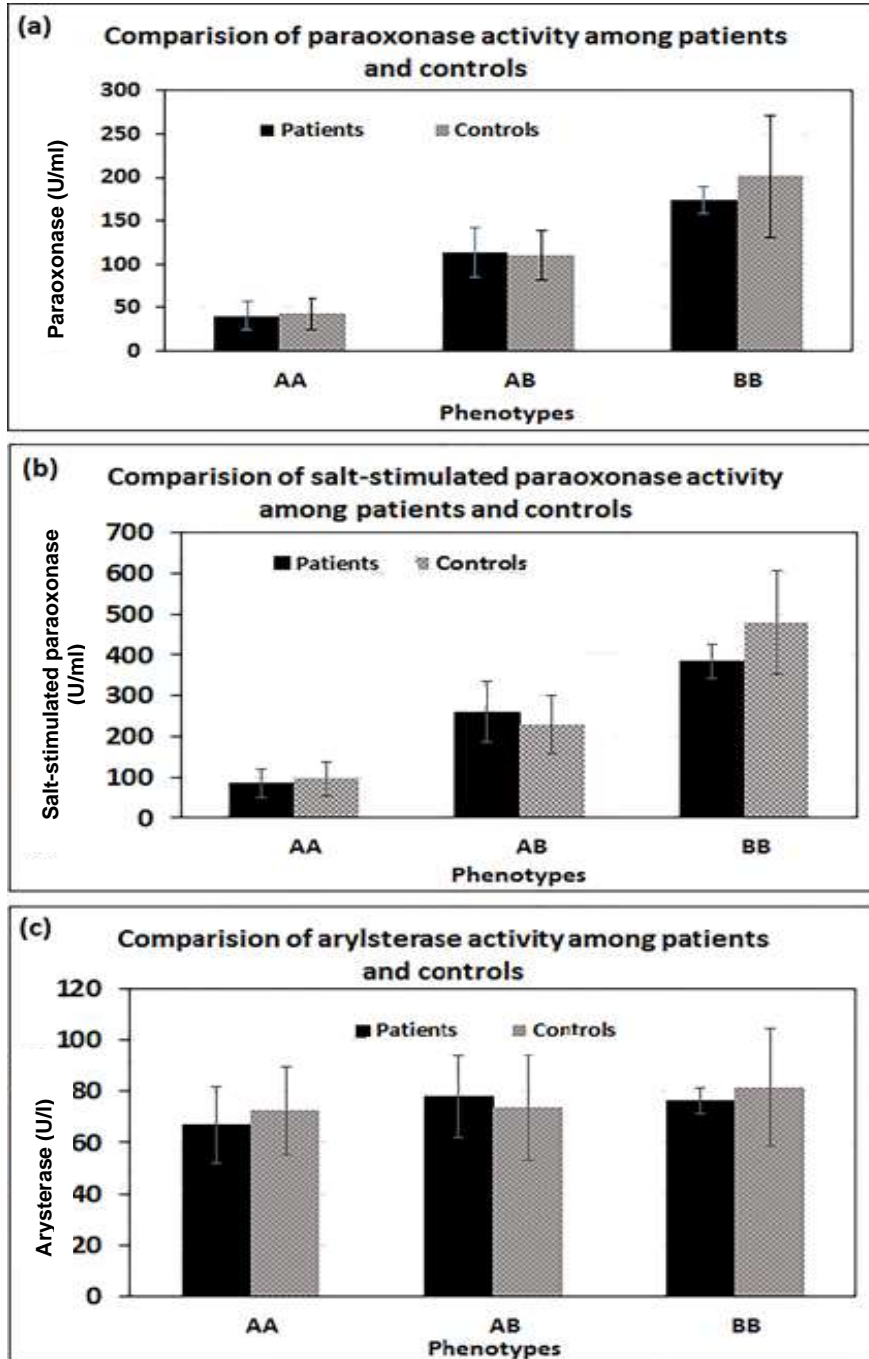 (a)
Comparision of paraoxonase activity among patients
and controls
300
250
200
150
100
50
0
Paraoxonase (U/ml)
Patients Controls
AA AB BB
Phenotypes
(b)
Comparision of salt-stimulated paraoxonase activity
among patients and controls
700
600
500
400
300
200
100
0
Salt-stimulated paraoxonase
(U/ml)
Patients Controls
AA AB BB
Phenotypes
(c)
Comparision of arylsterase activity among patients
and controls
120
100
80
60
40
20
0
Arysterase (U/l)
Patients Controls
AA AB BB
Phenotypes